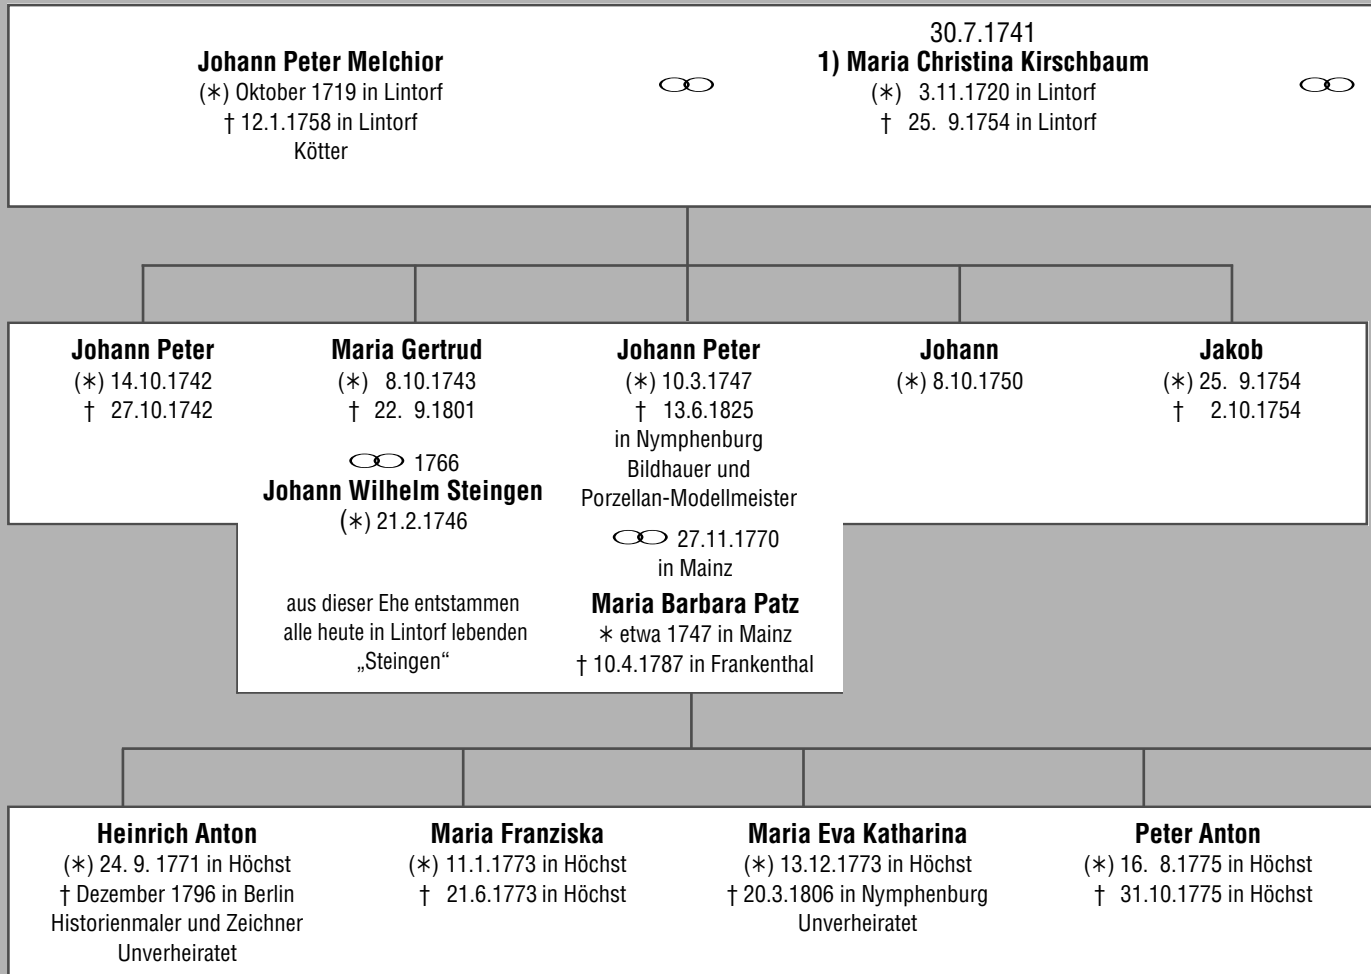 Johann Peter Melchior
(*) Oktober 1719 in Lintorf
† 12.1.1758 in Lintorf
Kötter
30.7.1741
1) Maria Christina Kirschbaum
(*) 3.11.1720 in Lintorf
† 25. 9.1754 in Lintorf
Johann Peter
(*) 14.10.1742
† 27.10.1742
Maria Gertrud
(*) 8.10.1743
† 22. 9.1801
1766
Johann Wilhelm Steingen
(*) 21.2.1746
aus dieser Ehe entstammen
alle heute in Lintorf lebenden
„Steingen“
Johann Peter
(*) 10.3.1747
† 13.6.1825
in Nymphenburg
Bildhauer und
Porzellan-Modellmeister
27.11.1770
in Mainz
Maria Barbara Patz
* etwa 1747 in Mainz
† 10.4.1787 in Frankenthal
Johann
(*) 8.10.1750
Jakob
(*) 25. 9.1754
† 2.10.1754
Heinrich Anton
(*) 24. 9. 1771 in Höchst
† Dezember 1796 in Berlin
Historienmaler und Zeichner
Unverheiratet
Maria Franziska
(*) 11.1.1773 in Höchst
† 21.6.1773 in Höchst
Maria Eva Katharina
(*) 13.12.1773 in Höchst
† 20.3.1806 in Nymphenburg
Unverheiratet
Peter Anton
(*) 16. 8.1775 in Höchst
† 31.10.1775 in Höchst